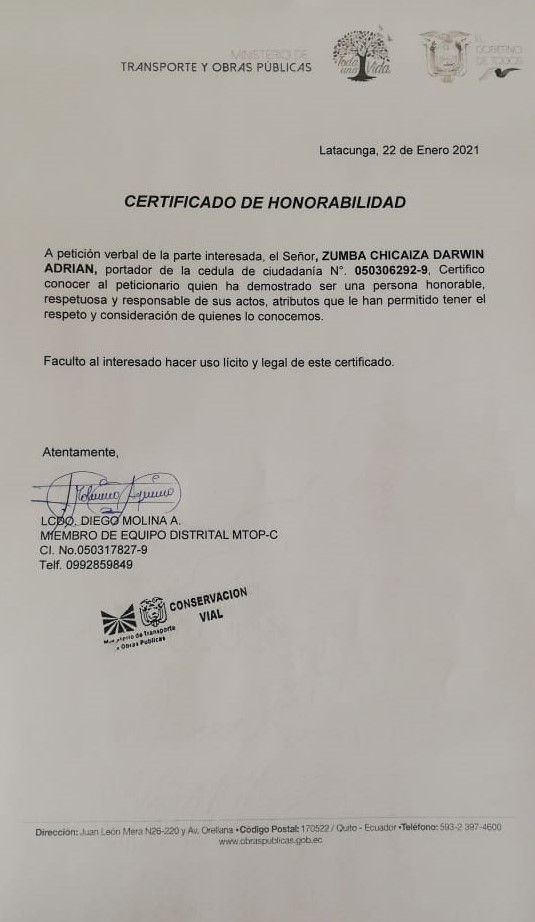 MINISTERIO DE
TRANSPORTE Y OBRAS PÚBLICAS
Toda
una Vida
EL
GOBIERNO
DE TODOS
Latacunga, 22 de Enero 2021
CERTIFICADO DE HONORABILIDAD
A petición verbal de la parte interesada, el Señor, ZUMBA CHICAIZA DARWIN
ADRIAN, portador de la cedula de ciudadanía N°. 050306292-9, Certifico
conocer al peticionario quien ha demostrado ser una persona honorable,
respetuosa y responsable de sus actos, atributos que le han permitido tener el
respeto y consideración de quienes lo conocemos.
Faculto al interesado hacer uso lícito y legal de este certificado.
Atentamente,
LCDO. DIEGO MOLINA A.
MIEMBRO DE EQUIPO DISTRITAL MTOP-C
CI. No.050317827-9
Telf. 0992859849
CONSERVACION
VIAL
Ministerio de Transporte
y Obras Publicas
Dirección: Juan León Mera N26-220 y Av. Orellana •Código Postal: 170522 / Quito - Ecuador •Teléfono: 593-2 397-4600
www.obraspublicas.gob.ec